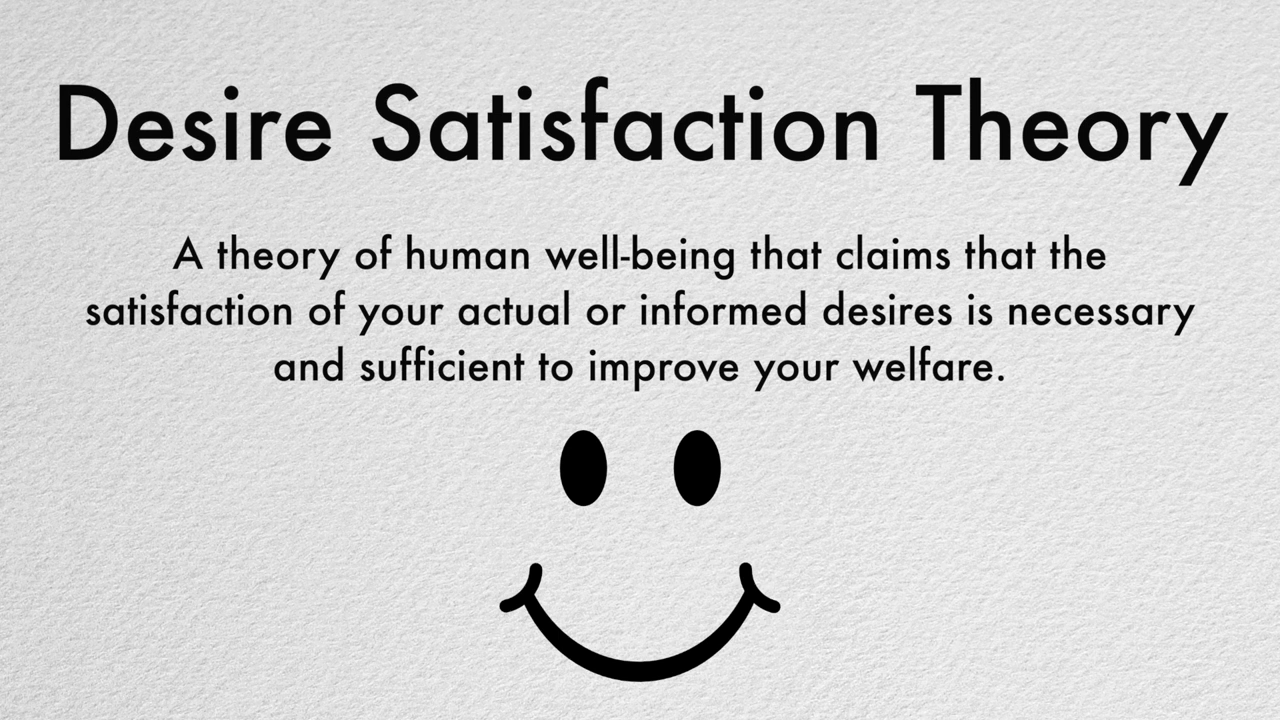 Desire Satisfaction Theory
A theory of human well-being that claims that the
satisfaction of your actual or informed desires is necessary
and sufficient to improve your welfare.